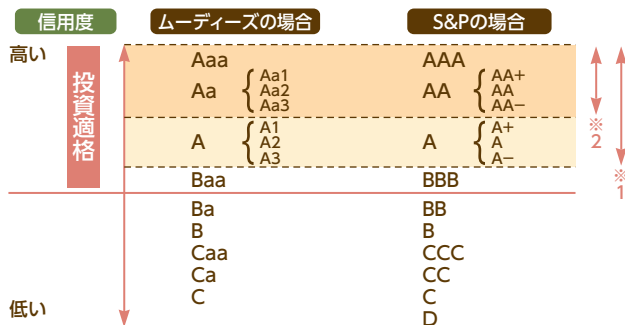 信用度 ムーディーズの場合 S&Pの場合
高い
投資適格
Aaa AAA
Aa { Aa1 Aa2 Aa3 AA { AA+ AA AA−
A { A1 A2 A3 A { A+ A A−
Baa BBB
※2
※1
Ba BB
B B
Caa CCC
Ca CC
C C
低い D